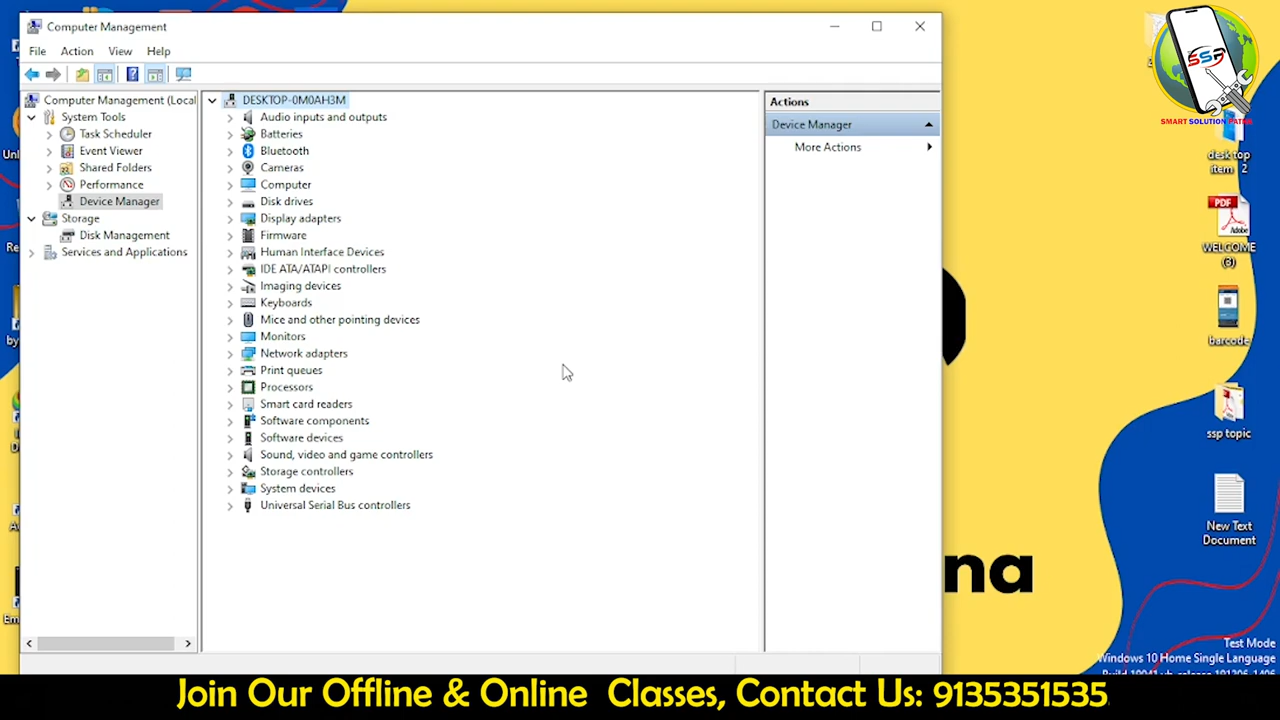 Computer Management
File Action View Help
Computer Management (Local
System Tools
Task Scheduler
Event Viewer
Shared Folders
Performance
Device Manager
Storage
Disk Management
Services and Applications
DESKTOP-0M0AH3M
Audio inputs and outputs
Batteries
Bluetooth
Cameras
Computer
Disk drives
Display adapters
Firmware
Human Interface Devices
IDE ATA/ATAPI controllers
Imaging devices
Keyboards
Mice and other pointing devices
Monitors
Network adapters
Print queues
Processors
Smart card readers
Software components
Software devices
Sound, video and game controllers
Storage controllers
System devices
Universal Serial Bus controllers
Actions
Device Manager
More Actions
SSP
SMART SOLUTION PATNA
desk top
item 2
PDF
Adobe
WELCOME
(3)
barcode
ssp topic
New Text
Document
na
Test Mode
Windows 10 Home Single Language
Join Our Offline & Online Classes, Contact Us: 9135351535